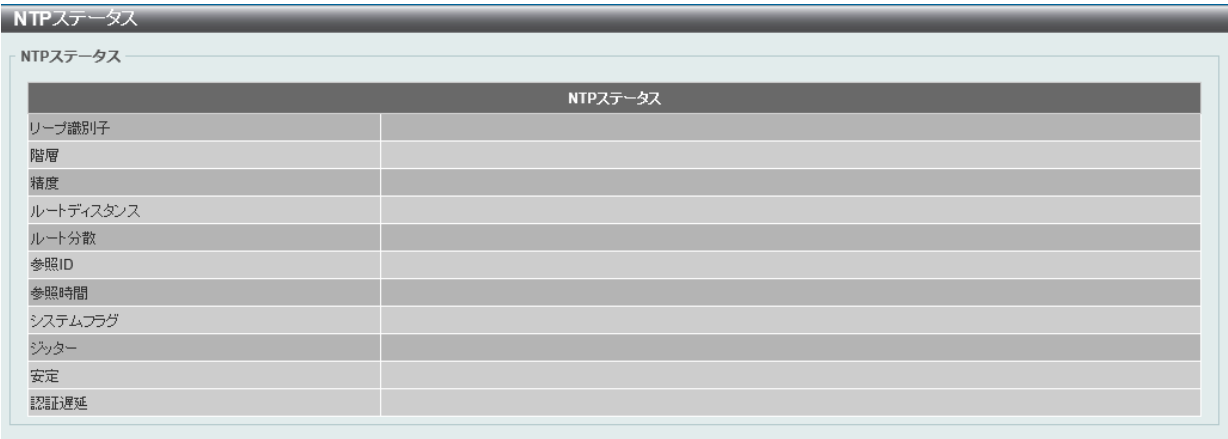 NTPステータス
NTPステータス
NTPステータス
リープ識別子
階層
精度
ルートディスタンス
ルート分散
参照ID
参照時間
システムフラグ
ジッター
安定
認証遅延